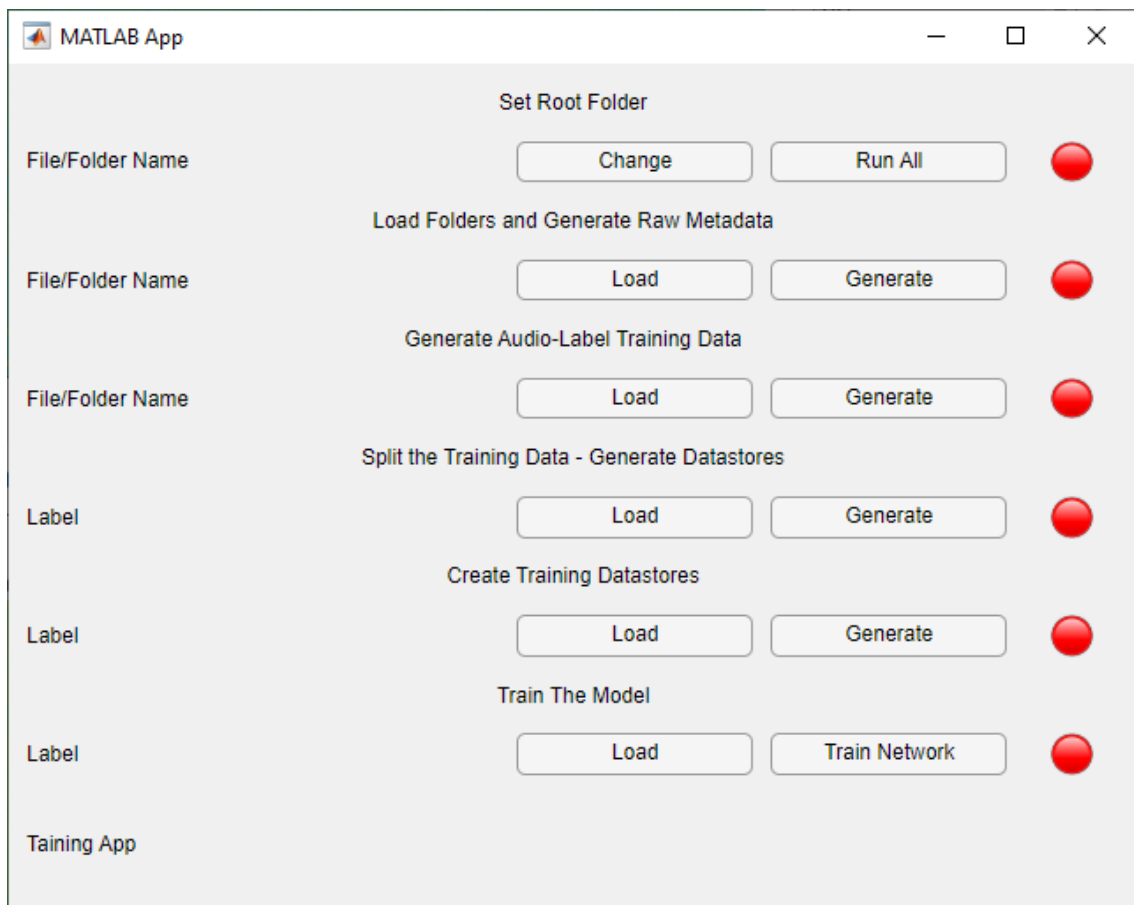 MATLAB App
Set Root Folder
File/Folder Name Change Run All
Load Folders and Generate Raw Metadata
File/Folder Name Load Generate
Generate Audio-Label Training Data
File/Folder Name Load Generate
Split the Training Data - Generate Datastores
Label Load Generate
Create Training Datastores
Label Load Generate
Train The Model
Label Load Train Network
Taining App